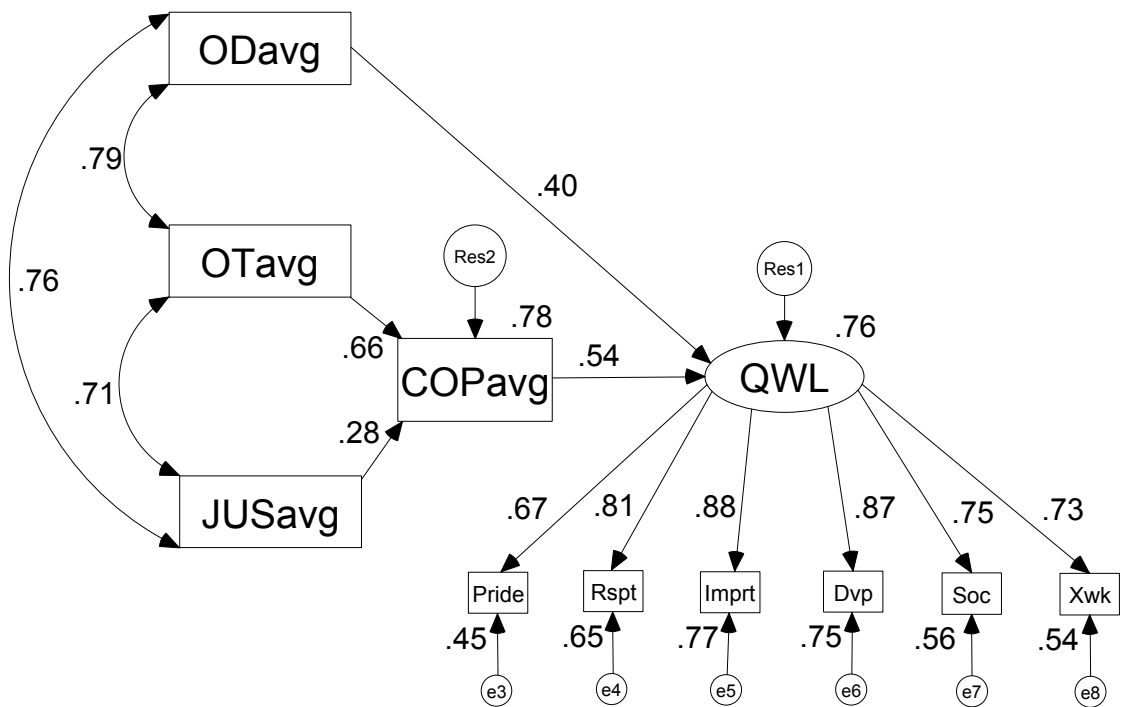 ODavg
.79
.40
.76
OTavg
Res2
Res1
.78
.76
.66
.54
COPavg
QWL
.71
.28
JUSavg
.67
.81
.88
.87
.75
.73
Pride
Rspt
Imprt
Dvp
Soc
Xwk
.45
.65
.77
.75
.56
.54
e3
e4
e5
e6
e7
e8